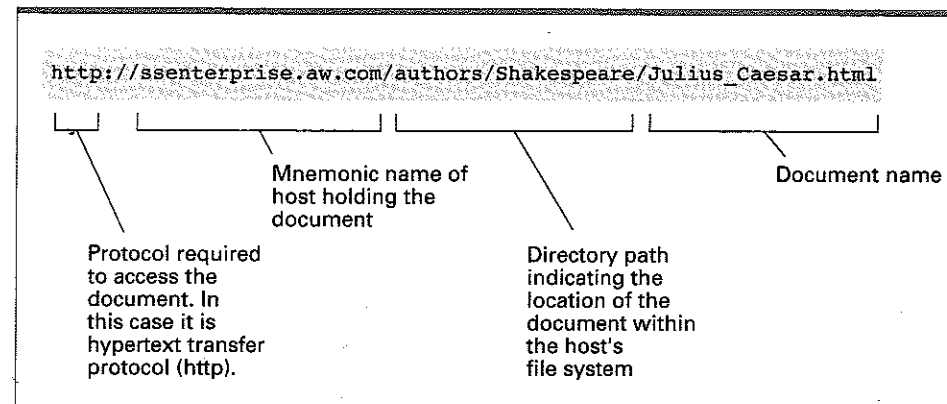 http://ssenterprise.aw.com/authors/Shakespeare/Julius_Caesar.html
Mnemonic name of
host holding the
document
Document name
Protocol required
to access the
document. In
this case it is
hypertext transfer
protocol (http).
Directory path
indicating the
location of the
document within
the host's
file system